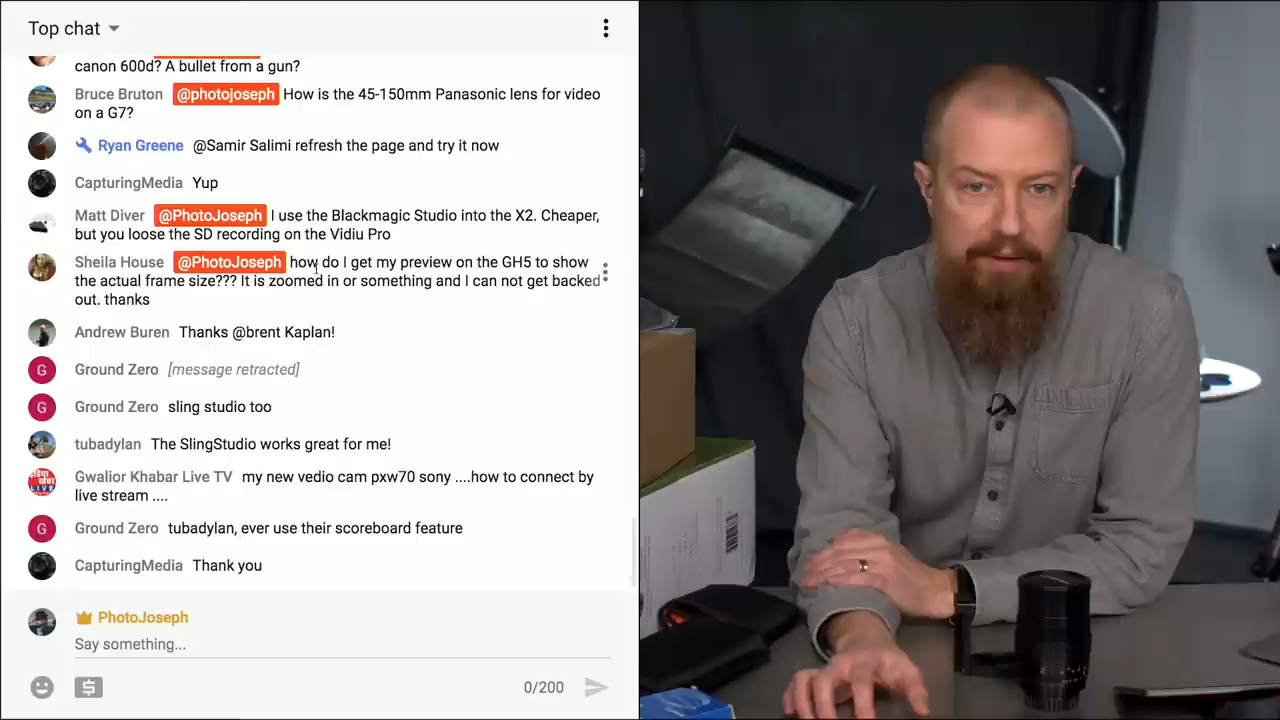 Top chat
canon 600d? A bullet from a gun?
Bruce Bruton @photojoseph How is the 45-150mm Panasonic lens for video
on a G7?
Ryan Greene @Samir Salimi refresh the page and try it now
CapturingMedia Yup
Matt Diver @PhotoJoseph I use the Blackmagic Studio into the X2. Cheaper,
but you loose the SD recording on the Vidiu Pro
Sheila House @PhotoJoseph how do I get my preview on the GH5 to show
the actual frame size??? It is zoomed in or something and I can not get backed
out. thanks
Andrew Buren Thanks @brent Kaplan!
G Ground Zero [message retracted]
G Ground Zero sling studio too
tubadylan The SlingStudio works great for me!
Gwalior Khabar Live TV my new vedio cam pxw70 sony ....how to connect by
live stream ....
G Ground Zero tubadylan, ever use their scoreboard feature
CapturingMedia Thank you
PhotoJoseph
Say something...
0/200